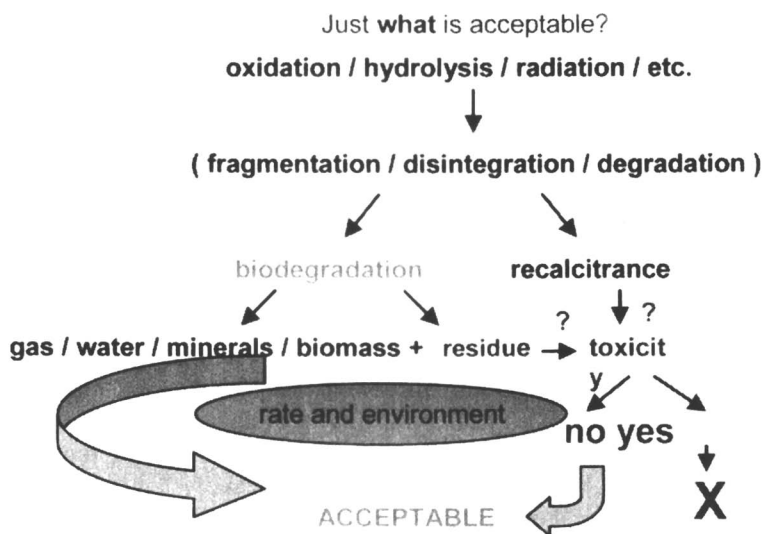 Just what is acceptable?
oxidation / hydrolysis / radiation / etc.
( fragmentation / disintegration / degradation )
biodegradation recalcitrance
? ?
gas / water / minerals / biomass + residue toxicit
y
rate and environment
no yes
X
ACCEPTABLE